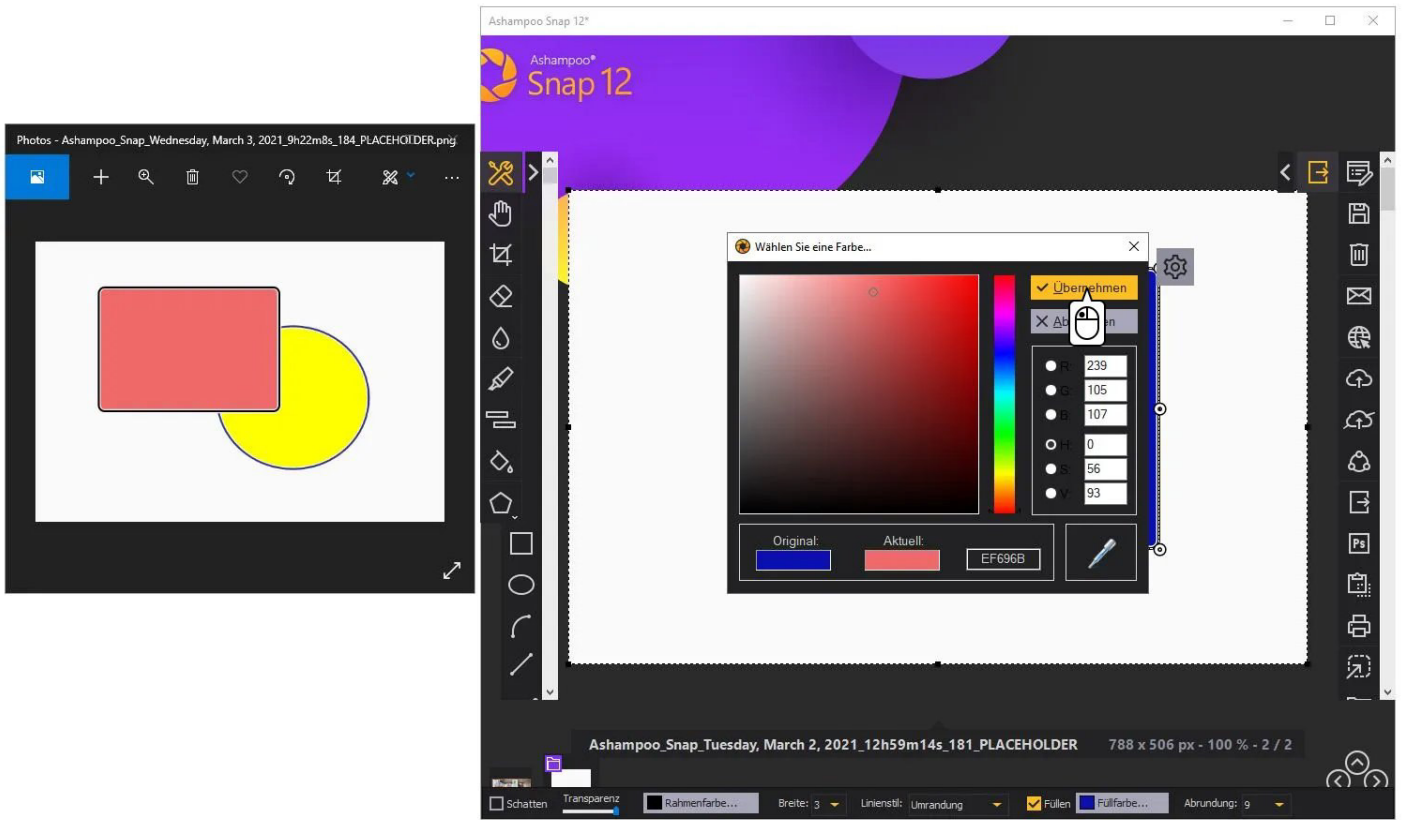 Photos - Ashampoo_Snap_Wednesday, March 3, 2021_9h22m8s_184_PLACEHOLDER.png
Ashampoo Snap 12*
Ashampoo®
Snap 12
Wählen Sie eine Farbe...
Übernehmen
R: 239
G: 105
B: 107
H: 0
S: 56
V: 93
Original:
Aktuell:
EF696B
Ps
Ashampoo_Snap_Tuesday, March 2, 2021_12h59m14s_181_PLACEHOLDER 788 x 506 px - 100 % - 2 / 2
Schatten
Transparenz
Rahmenfarbe...
Breite: 3
Linienstil: Umrandung
Füllen
Füllfarbe...
Abrundung: 9